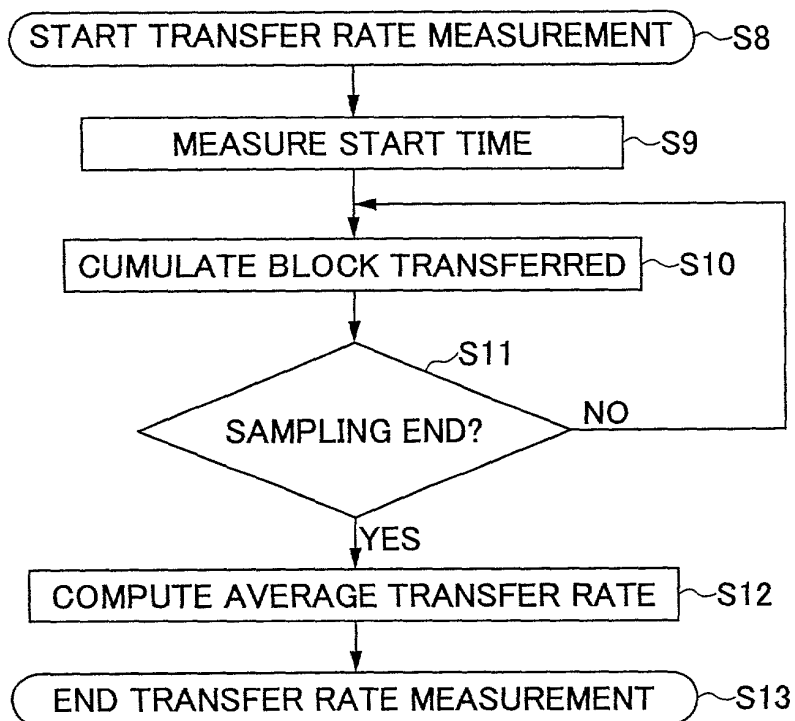 START TRANSFER RATE MEASUREMENT S8
MEASURE START TIME S9
CUMULATE BLOCK TRANSFERRED S10
S11
SAMPLING END? NO
YES
COMPUTE AVERAGE TRANSFER RATE S12
END TRANSFER RATE MEASUREMENT S13